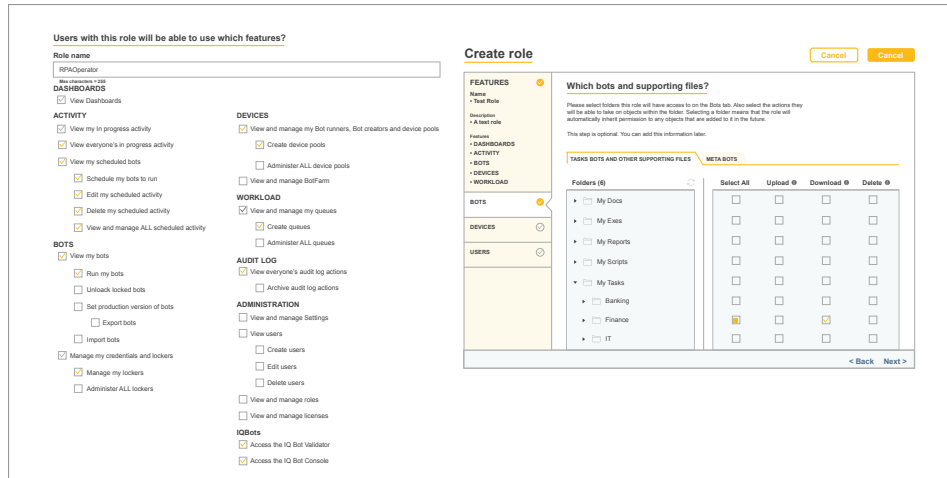 Users with this role will be able to use which features?
Role name
RPAOperator
Max characters = 255
DASHBOARDS
View Dashboards
ACTIVITY
View my In progress activity
View everyone's in progress activity
View my scheduled bots
Schedule my bots to run
Edit my scheduled activity
Delete my scheduled activity
View and manage ALL scheduled activity
BOTS
View my bots
Run my bots
Unloack locked bots
Set production version of bots
Export bots
Import bots
Manage my credentials and lockers
Manage my lockers
Administer ALL lockers
DEVICES
View and manage my Bot runners, Bot creators and device pools
Create device pools
Administer ALL device pools
View and manage BotFarm
WORKLOAD
View and manage my queues
Create queues
Administer ALL queues
AUDIT LOG
View everyone's audit log actions
Archive audit log actions
ADMINISTRATION
View and manage Settings
View users
Create users
Edit users
Delete users
View and manage roles
View and manage licenses
IQBots
Access the IQ Bot Validator
Access the IQ Bot Console
Create role
Cancel
Cancel
FEATURES
Name
• Test Role
Description
• A test role
Features
• DASHBOARDS
• ACTIVITY
• BOTS
• DEVICES
• WORKLOAD
BOTS
DEVICES
USERS
Which bots and supporting files?
Please select folders this role will have access to on the Bots tab. Also select the actions they
will be able to take on objects within the folder. Selecting a folder means that the role will
automatically inherit permission to any objects that are added to it in the future.
This step is optional. You can add this information later.
TASKS BOTS AND OTHER SUPPORTING FILES
META BOTS
Folders (6)
Select All Upload Download Delete
My Docs
My Exes
My Reports
My Scripts
My Tasks
Banking
Finance
IT
< Back Next >